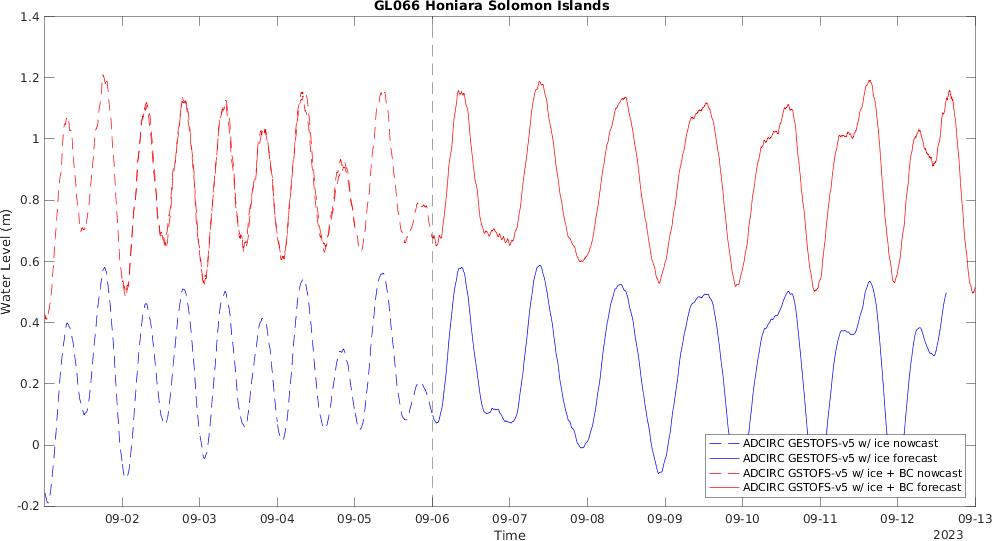 GL066 Honiara Solomon Islands
Water Level (m)
1.4
1.2
1
0.8
0.6
0.4
0.2
0
-0.2
ADCIRC GESTOFS-v5 w/ ice nowcast
ADCIRC GESTOFS-v5 w/ ice forecast
ADCIRC GSTOFS-v5 w/ ice + BC nowcast
ADCIRC GSTOFS-v5 w/ ice + BC forecast
09-02 09-03 09-04 09-05 09-06 09-07 09-08 09-09 09-10 09-11 09-12 09-13
Time
2023